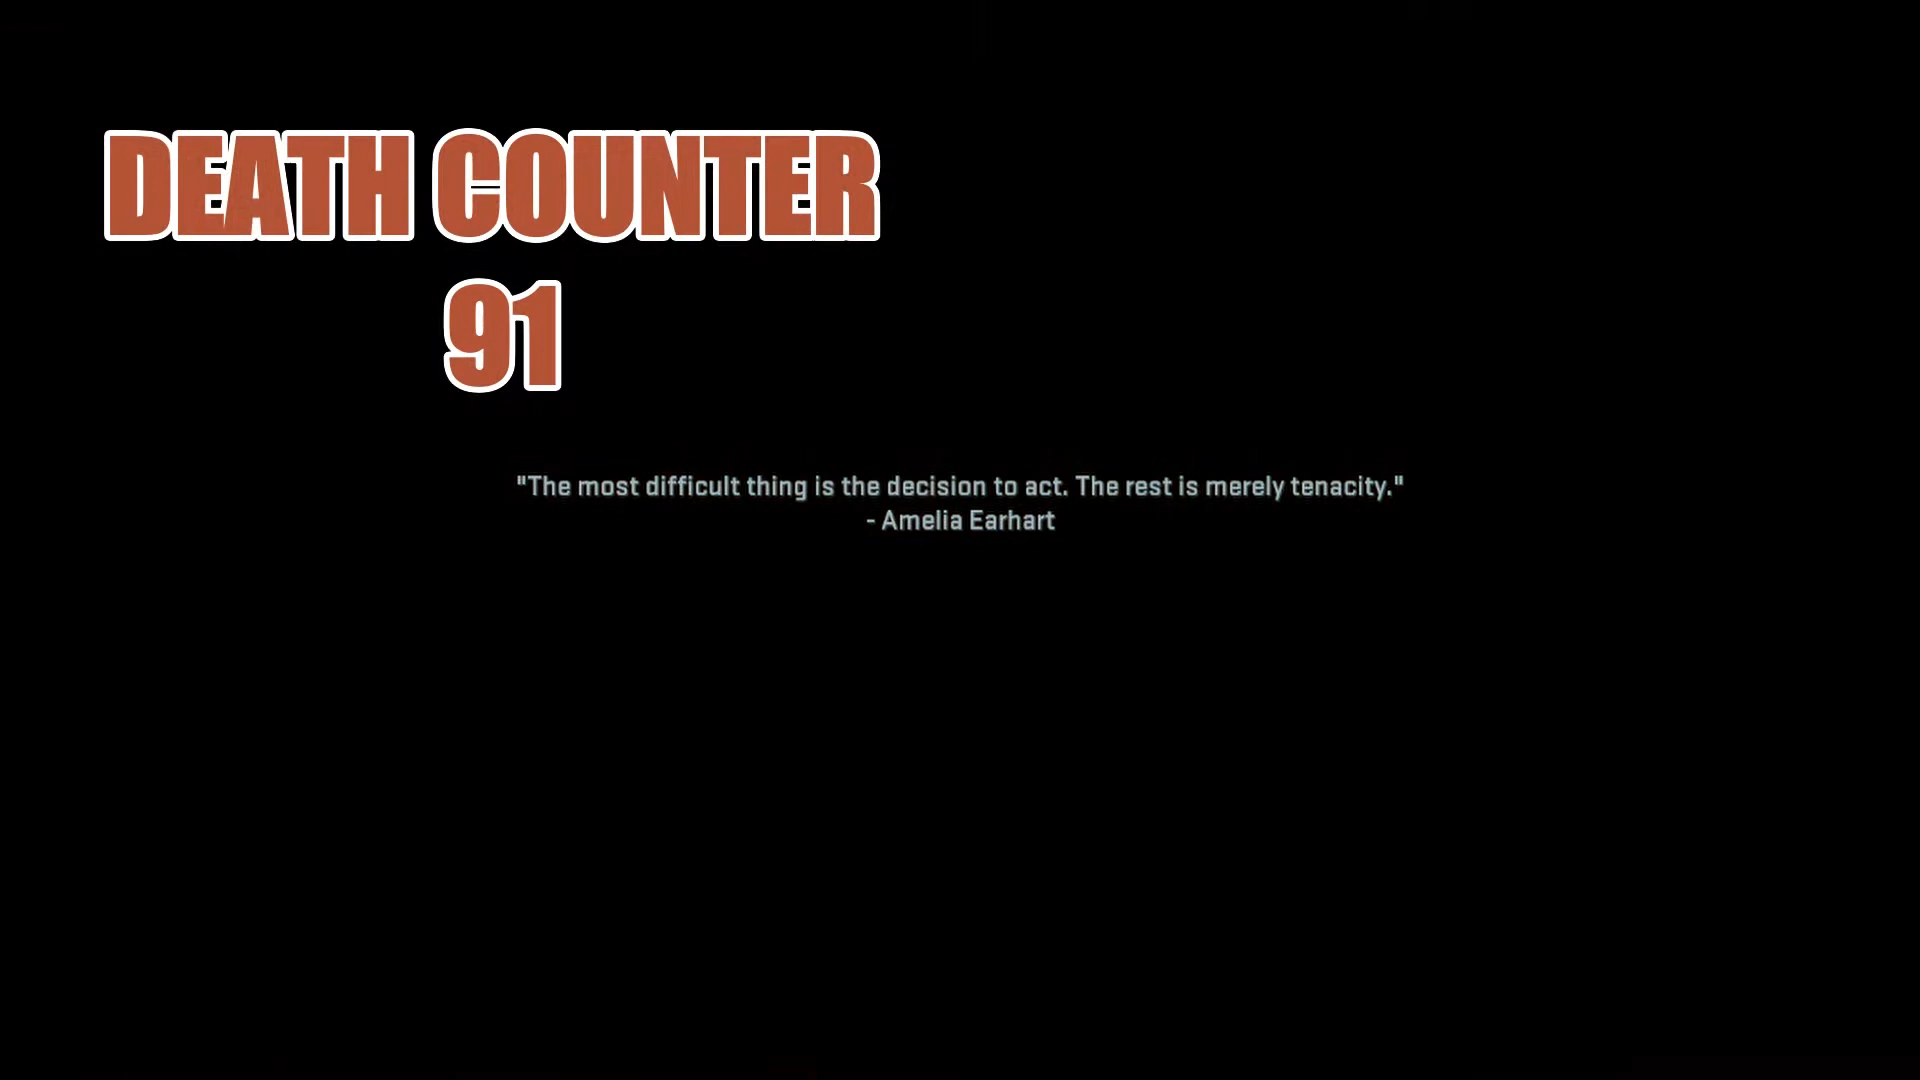 DEATH COUNTER
91
"The most difficult thing is the decision to act. The rest is merely tenacity."
- Amelia Earhart